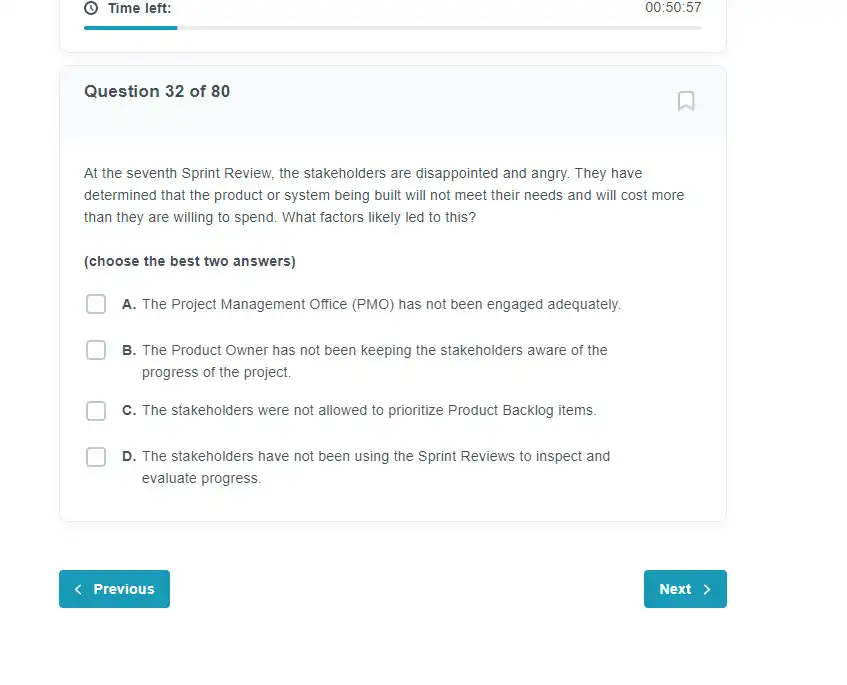 Time left:
00:50:57
Question 32 of 80
At the seventh Sprint Review, the stakeholders are disappointed and angry. They have
determined that the product or system being built will not meet their needs and will cost more
than they are willing to spend. What factors likely led to this?
(choose the best two answers)
A. The Project Management Office (PMO) has not been engaged adequately.
B. The Product Owner has not been keeping the stakeholders aware of the
progress of the project.
C. The stakeholders were not allowed to prioritize Product Backlog items.
D. The stakeholders have not been using the Sprint Reviews to inspect and
evaluate progress.
Previous
Next